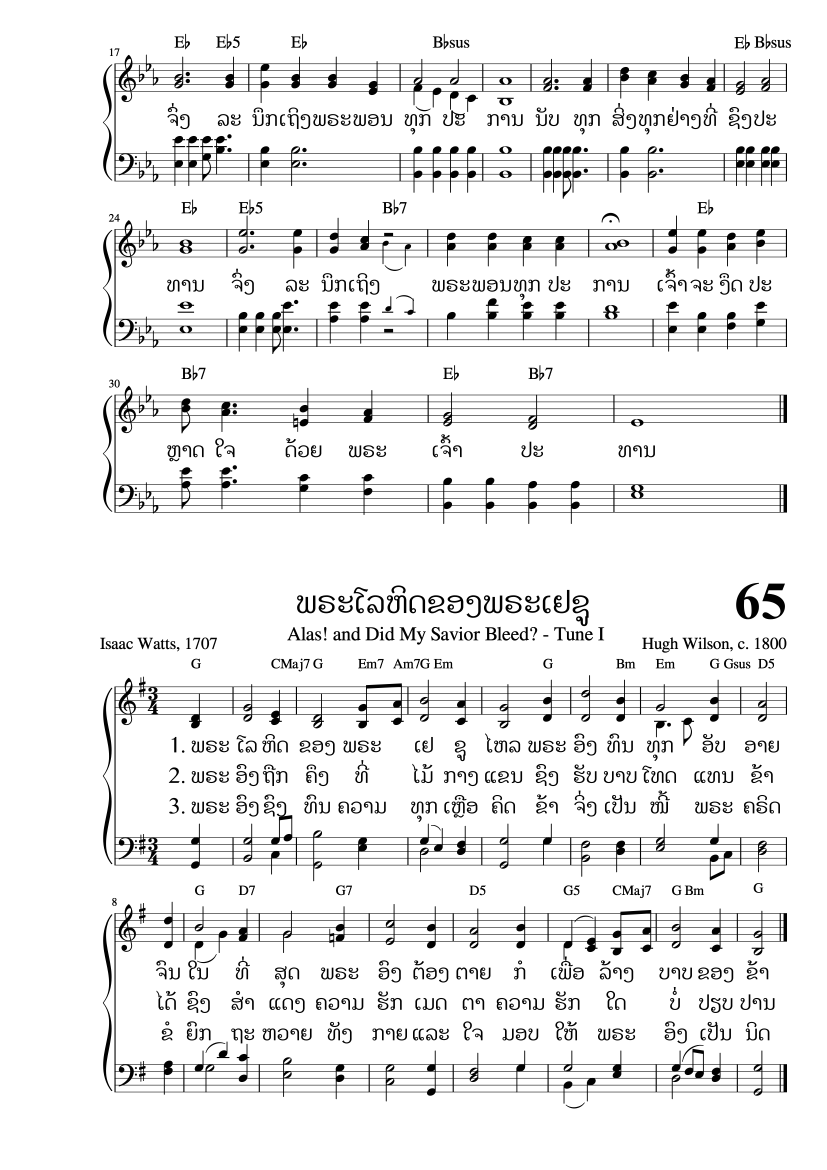 E♭ E♭5 E♭ B♭sus E♭ B♭sus
17
ຈົ່ງ ລະ ນຶກເຖິງພຣະພອນ ທຸກ ປະ ການ ນັບ ທຸກ ສິ່ງທຸກຢ່າງທີ່ ຊົງປະ
E♭ E♭5 B♭7 E♭
24
ທານ ຈົ່ງ ລະ ນຶກເຖິງ ພຣະພອນທຸກ ປະ ການ ເຈົ້າຈະ ງຶດ ປະ
B♭7 E♭ B♭7
30
ຫຼາດ ໃຈ ດ້ວຍ ພຣະ ເຈົ້າ ປະ ທານ
ພຣະໂລຫິດຂອງພຣະເຢຊູ 65
Alas! and Did My Savior Bleed? - Tune I
Isaac Watts, 1707 Hugh Wilson, c. 1800
G CMaj7 G Em7 Am7 G Em G Bm Em G Gsus D5
1. ພຣະ ໂລ ຫິດ ຂອງ ພຣະ ເຢ ຊູ ໄຫລ ພຣະ ອົງ ທົນ ທຸກ ອັບ ອາຍ
2. ພຣະ ອົງ ຖືກ ຄຶງ ທີ່ ໄມ້ ກາງ ແຂນ ຊົງ ຮັບ ບາບ ໂທດ ແທນ ຂ້າ
3. ພຣະ ອົງ ຊົງ ທົນ ຄວາມ ທຸກ ເຫຼືອ ຄິດ ຂ້າ ຈິ່ງ ເປັນ ໜີ້ ພຣະ ຄຣິດ
G D7 G7 D5 G5 CMaj7 G Bm G
8
ຈົນ ໃນ ທີ່ ສຸດ ພຣະ ອົງ ຕ້ອງ ຕາຍ ກໍ ເພື່ອ ລ້າງ ບາບ ຂອງ ຂ້າ
ໄດ້ ຊົງ ສຳ ແດງ ຄວາມ ຮັກ ເມດ ຕາ ຄວາມ ຮັກ ໃດ ບໍ່ ປຽບ ປານ
ຂໍ ຍົກ ຖະ ຫວາຍ ທັງ ກາຍ ແລະ ໃຈ ມອບ ໃຫ້ ພຣະ ອົງ ເປັນ ນິດ